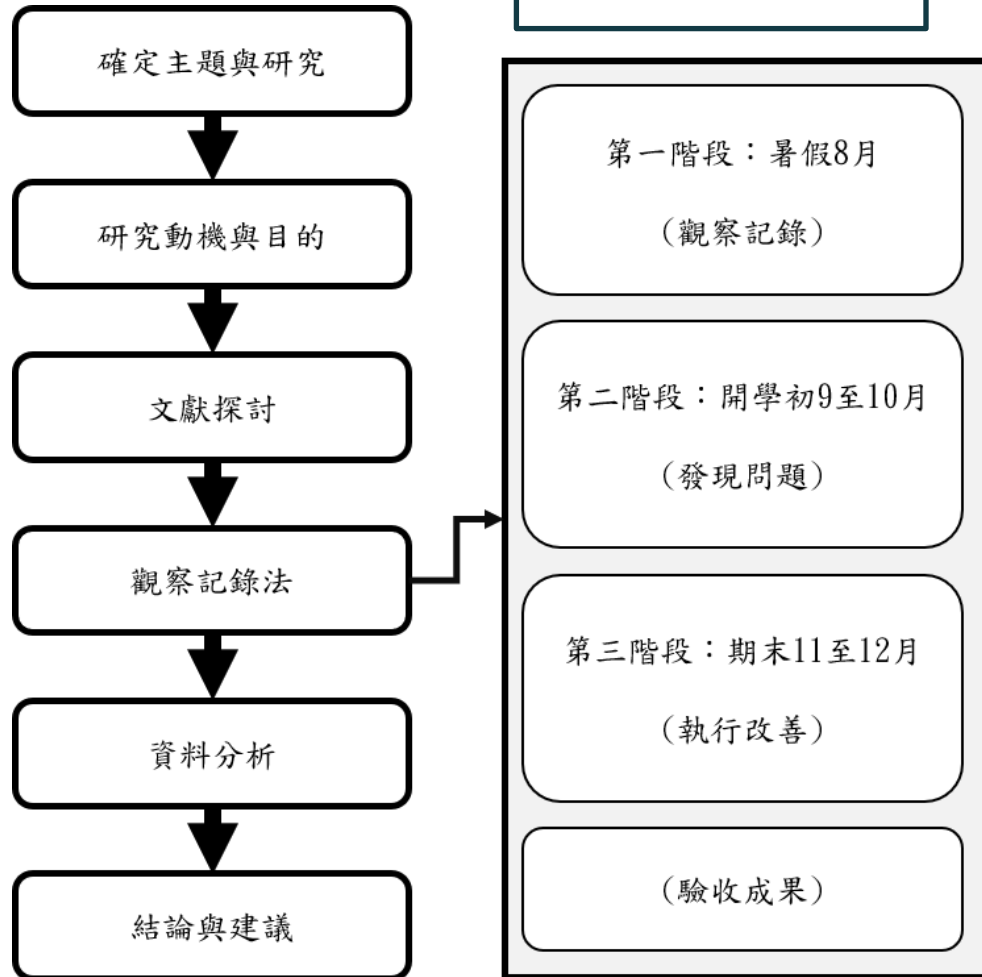 確定主題與研究
研究動機與目的
文獻探討
觀察記錄法
資料分析
結論與建議
第一階段：暑假8月
(觀察記錄)
第二階段：開學初9至10月
(發現問題)
第三階段：期末11至12月
(執行改善)
(驗收成果)